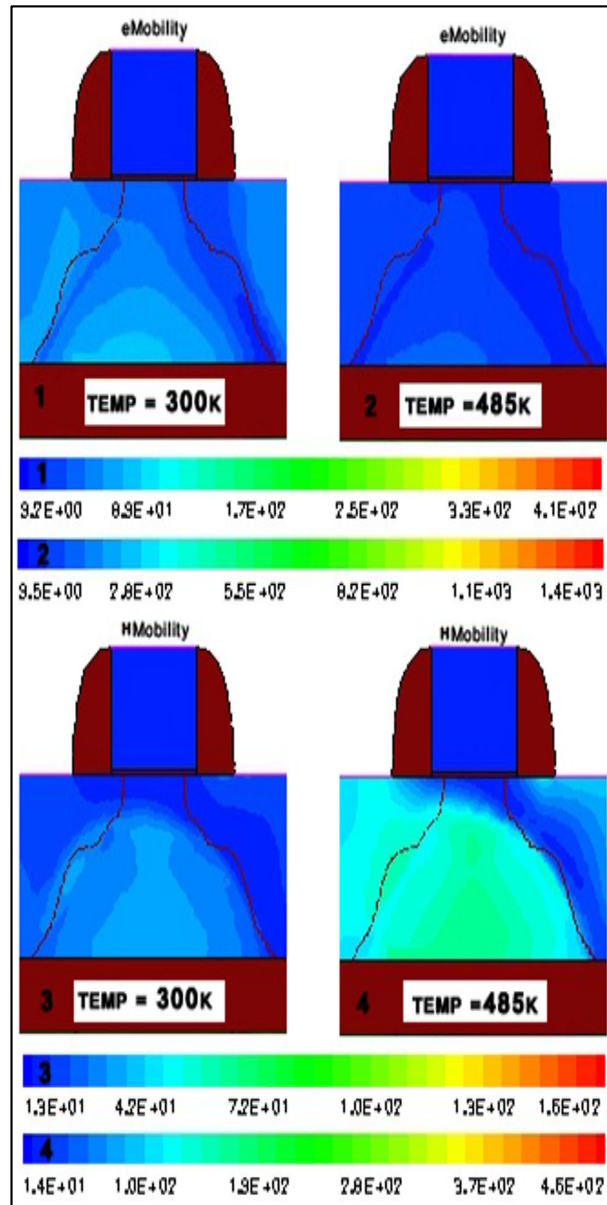 eMobility eMobility
1 TEMP = 300K 2 TEMP =485K
1
3.2E+00 8.9E+01 1.7E+02 2.5E+02 3.3E+02 4.1E+02
2
3.5E+00 2.8E+02 5.5E+02 8.2E+02 1.1E+03 1.4E+03
HMobility HMobility
3 TEMP = 300K 4 TEMP =485K
3
1.3E+01 4.2E+01 7.2E+01 1.0E+02 1.3E+02 1.6E+02
4
1.4E+01 1.0E+02 1.9E+02 2.8E+02 3.7E+02 4.6E+02